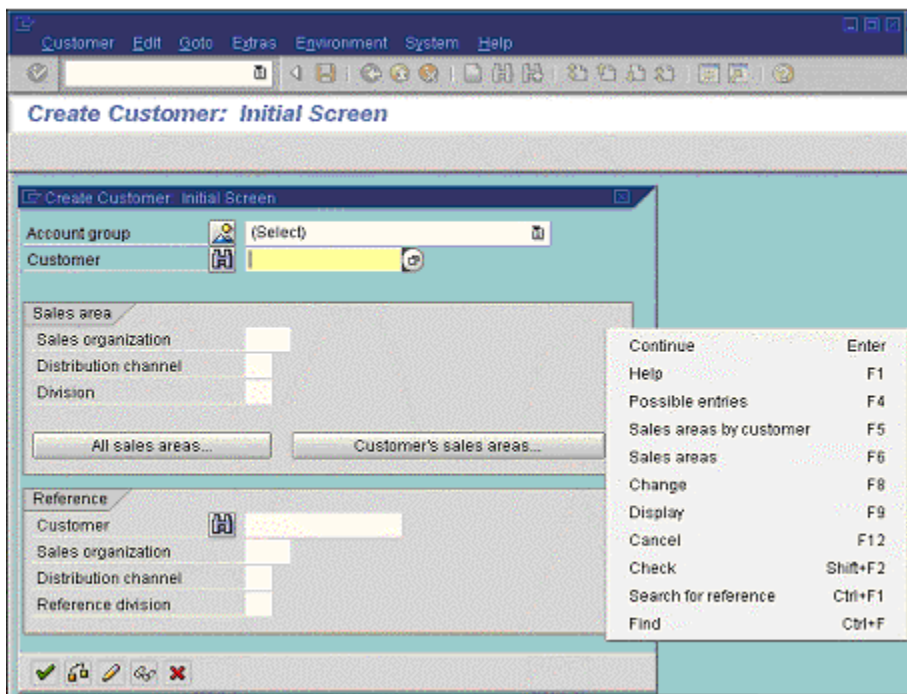 Customer Edit Goto Extras Environment System Help
Create Customer: Initial Screen
Create Customer: Initial Screen
Account group (Select)
Customer
Sales area
Sales organization
Distribution channel
Division
All sales areas... Customer's sales areas...
Reference
Customer
Sales organization
Distribution channel
Reference division
Continue Enter
Help F1
Possible entries F4
Sales areas by customer F5
Sales areas F6
Change F8
Display F9
Cancel F12
Check Shift+F2
Search for reference Ctrl+F1
Find Ctrl+F